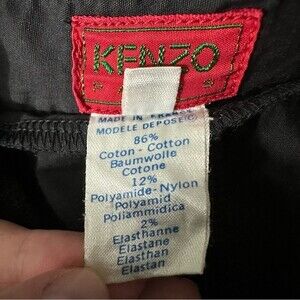 KENZO
MADE IN FRANCE
MODELE DEPOSE(C)
86%
Coton - Cotton
Baumwolle
Cotone
12%
Polyamide-Nylon
Polyamid
Poliammidica
2%
Elasthanne
Elastane
Elasthan
Elastan